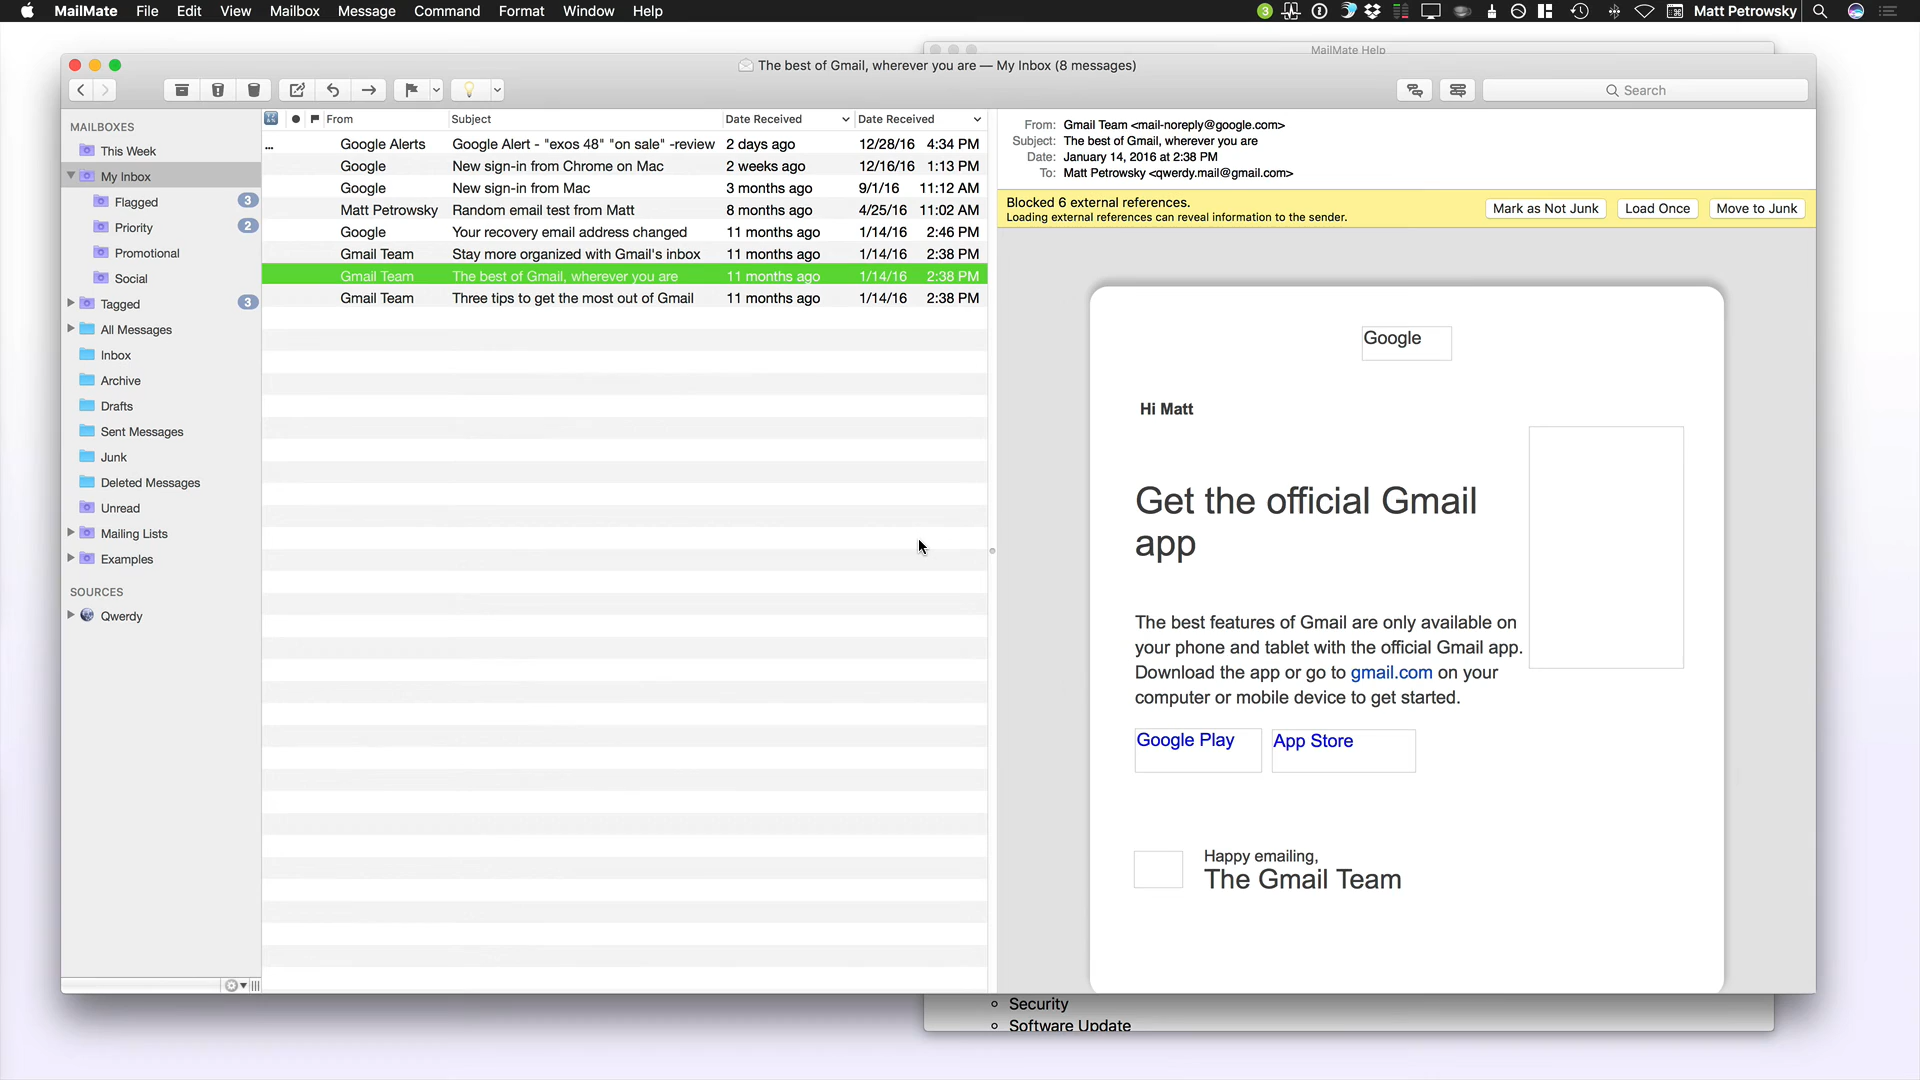 MailMate File Edit View Mailbox Message Command Format Window Help
3 Matt Petrowsky
MailMate Help
The best of Gmail, wherever you are — My Inbox (8 messages)
Search
MAILBOXES
This Week
My Inbox
Flagged 3
Priority 2
Promotional
Social
Tagged 3
All Messages
Inbox
Archive
Drafts
Sent Messages
Junk
Deleted Messages
Unread
Mailing Lists
Examples
SOURCES
Qwerdy
From Subject Date Received Date Received
... Google Alerts Google Alert - "exos 48" "on sale" -review 2 days ago 12/28/16 4:34 PM
Google New sign-in from Chrome on Mac 2 weeks ago 12/16/16 1:13 PM
Google New sign-in from Mac 3 months ago 9/1/16 11:12 AM
Matt Petrowsky Random email test from Matt 8 months ago 4/25/16 11:02 AM
Google Your recovery email address changed 11 months ago 1/14/16 2:46 PM
Gmail Team Stay more organized with Gmail's inbox 11 months ago 1/14/16 2:38 PM
Gmail Team The best of Gmail, wherever you are 11 months ago 1/14/16 2:38 PM
Gmail Team Three tips to get the most out of Gmail 11 months ago 1/14/16 2:38 PM
From: Gmail Team <mail-noreply@google.com>
Subject: The best of Gmail, wherever you are
Date: January 14, 2016 at 2:38 PM
To: Matt Petrowsky <qwerdy.mail@gmail.com>
Blocked 6 external references.
Loading external references can reveal information to the sender.
Mark as Not Junk Load Once Move to Junk
Google
Hi Matt
Get the official Gmail
app
The best features of Gmail are only available on
your phone and tablet with the official Gmail app.
Download the app or go to gmail.com on your
computer or mobile device to get started.
Google Play App Store
Happy emailing,
The Gmail Team
Security
Software Update